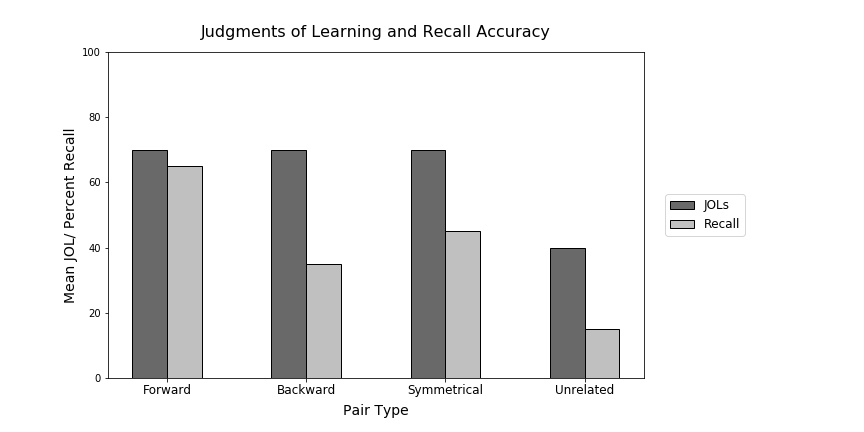 Judgments of Learning and Recall Accuracy
100
80
60
40
20
0
Mean JOL/ Percent Recall
Forward
Backward
Symmetrical
Unrelated
Pair Type
JOLs
Recall